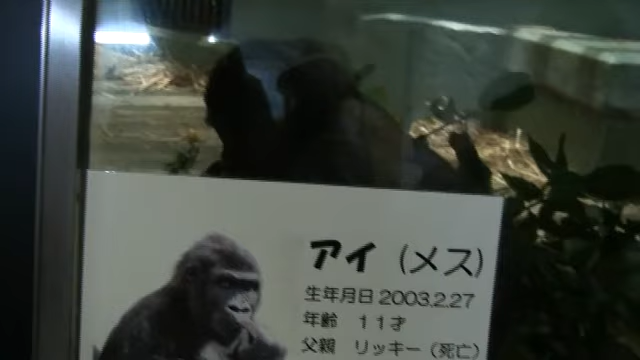 アイ（メス）
生年月日 2003.2.27
年齢 11才
父親 リッキー（死亡）